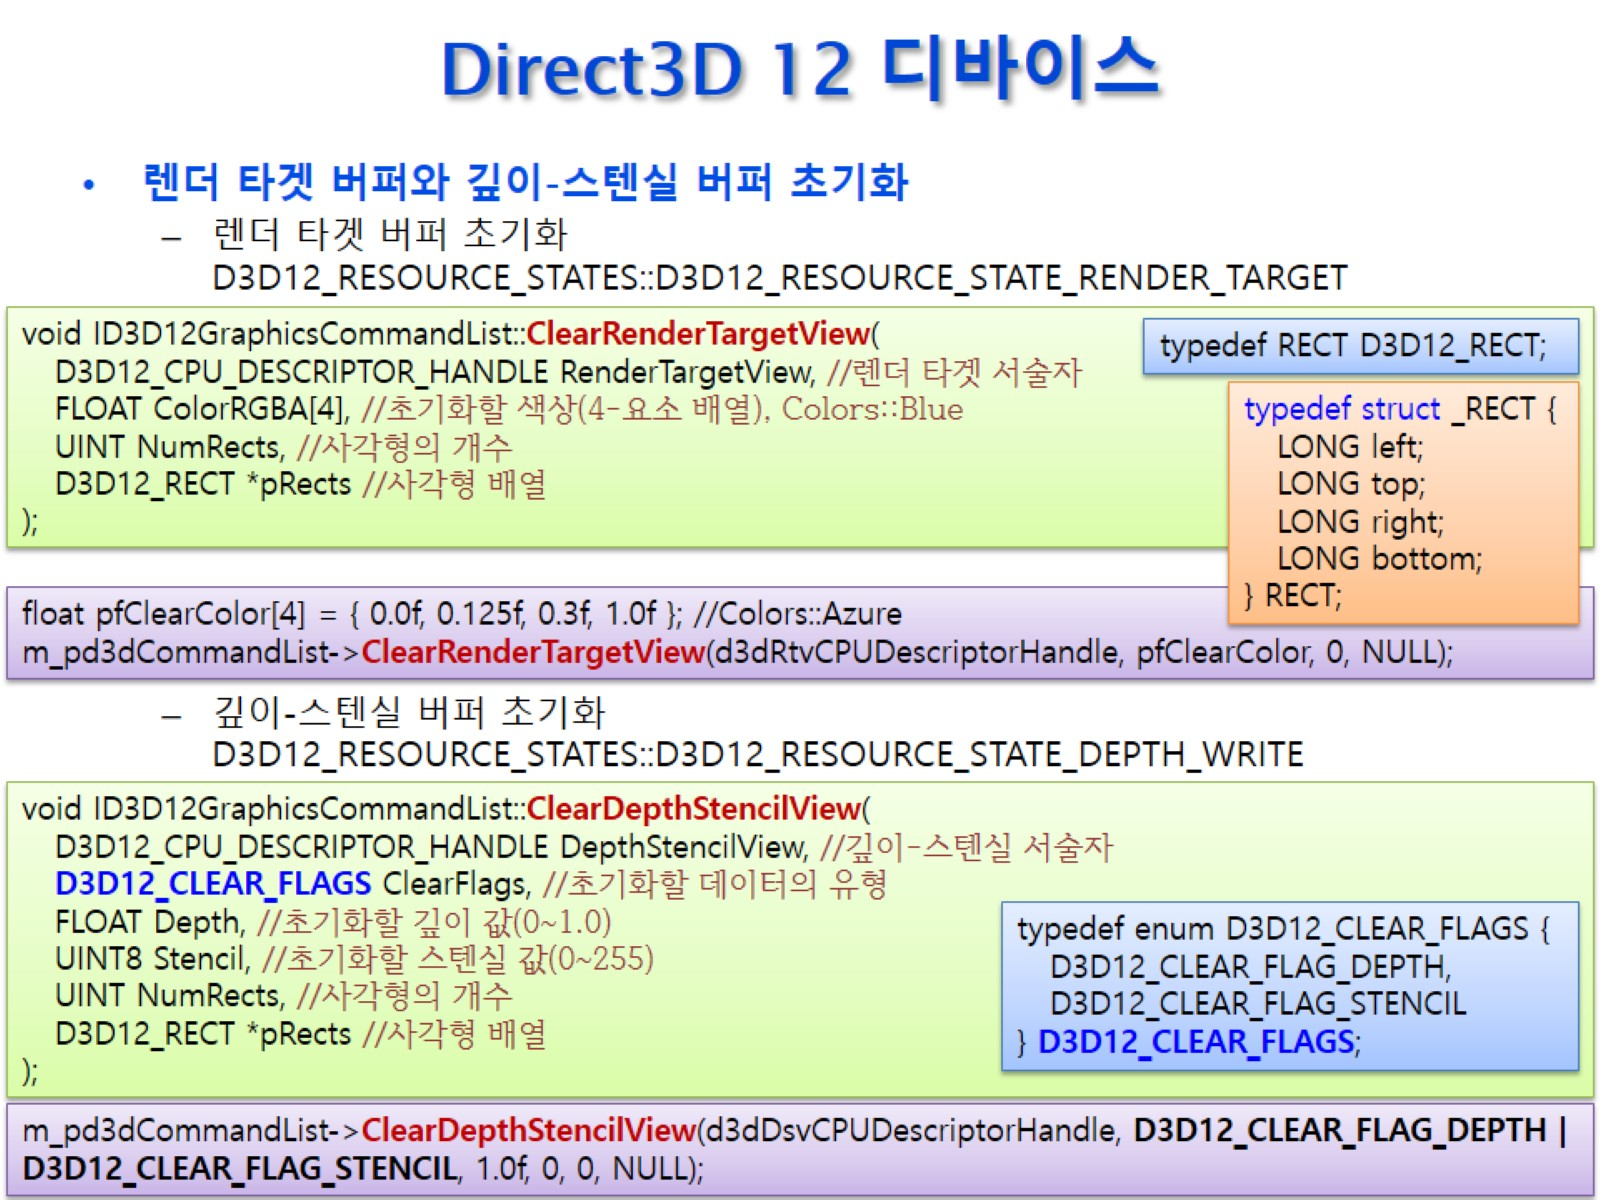 Direct3D 12 디바이스
• 렌더 타겟 버퍼와 깊이-스텐실 버퍼 초기화
– 렌더 타겟 버퍼 초기화
D3D12_RESOURCE_STATES::D3D12_RESOURCE_STATE_RENDER_TARGET
void ID3D12GraphicsCommandList::ClearRenderTargetView(
D3D12_CPU_DESCRIPTOR_HANDLE RenderTargetView, //렌더 타겟 서술자
FLOAT ColorRGBA[4], //초기화할 색상(4-요소 배열), Colors::Blue
UINT NumRects, //사각형의 개수
D3D12_RECT *pRects //사각형 배열
);
typedef RECT D3D12_RECT;
typedef struct _RECT {
LONG left;
LONG top;
LONG right;
LONG bottom;
} RECT;
float pfClearColor[4] = { 0.0f, 0.125f, 0.3f, 1.0f }; //Colors::Azure
m_pd3dCommandList->ClearRenderTargetView(d3dRtvCPUDescriptorHandle, pfClearColor, 0, NULL);
– 깊이-스텐실 버퍼 초기화
D3D12_RESOURCE_STATES::D3D12_RESOURCE_STATE_DEPTH_WRITE
void ID3D12GraphicsCommandList::ClearDepthStencilView(
D3D12_CPU_DESCRIPTOR_HANDLE DepthStencilView, //깊이-스텐실 서술자
D3D12_CLEAR_FLAGS ClearFlags, //초기화할 데이터의 유형
FLOAT Depth, //초기화할 깊이 값(0~1.0)
UINT8 Stencil, //초기화할 스텐실 값(0~255)
UINT NumRects, //사각형의 개수
D3D12_RECT *pRects //사각형 배열
);
typedef enum D3D12_CLEAR_FLAGS {
D3D12_CLEAR_FLAG_DEPTH,
D3D12_CLEAR_FLAG_STENCIL
} D3D12_CLEAR_FLAGS;
m_pd3dCommandList->ClearDepthStencilView(d3dDsvCPUDescriptorHandle, D3D12_CLEAR_FLAG_DEPTH |
D3D12_CLEAR_FLAG_STENCIL, 1.0f, 0, 0, NULL);